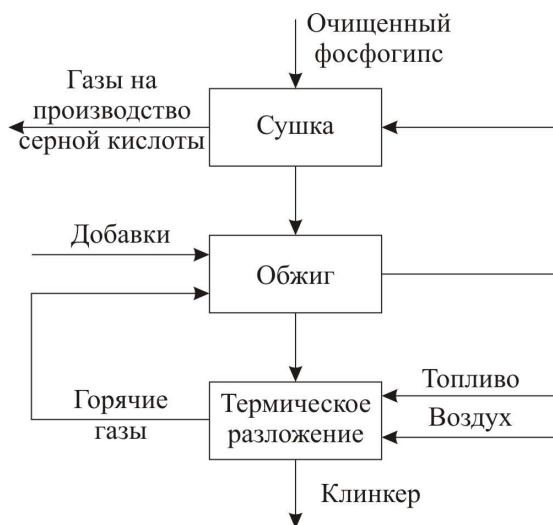 Очищенный
фосфогипс
Газы на
производство
серной кислоты
Сушка
Добавки
Обжиг
Горячие
газы
Термическое
разложение
Топливо
Воздух
Клинкер